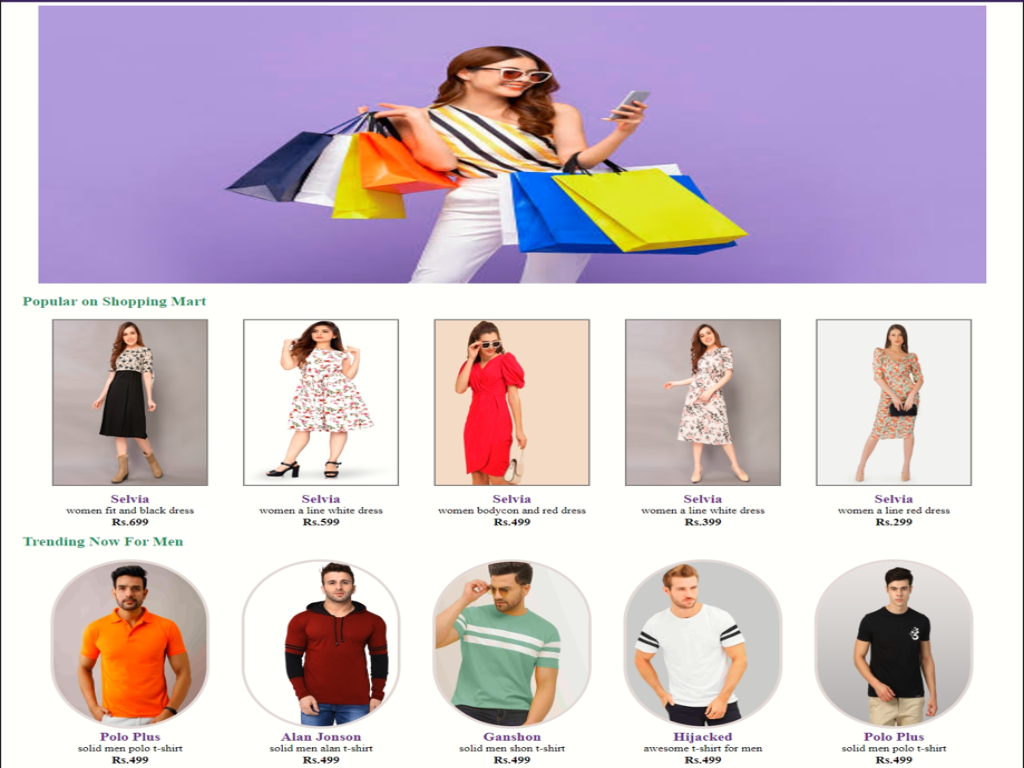 Popular on Shopping Mart
Selvia
women fit and black dress
Rs.699
Selvia
women a line white dress
Rs.599
Selvia
women bodycon and red dress
Rs.499
Selvia
women a line white dress
Rs.399
Selvia
women a line red dress
Rs.299
Trending Now For Men
Polo Plus
solid men polo t-shirt
Rs.499
Alan Jonson
solid men alan t-shirt
Rs.499
Ganshon
solid men shon t-shirt
Rs.499
Hijacked
awesome t-shirt for men
Rs.499
Polo Plus
solid men polo t-shirt
Rs.499